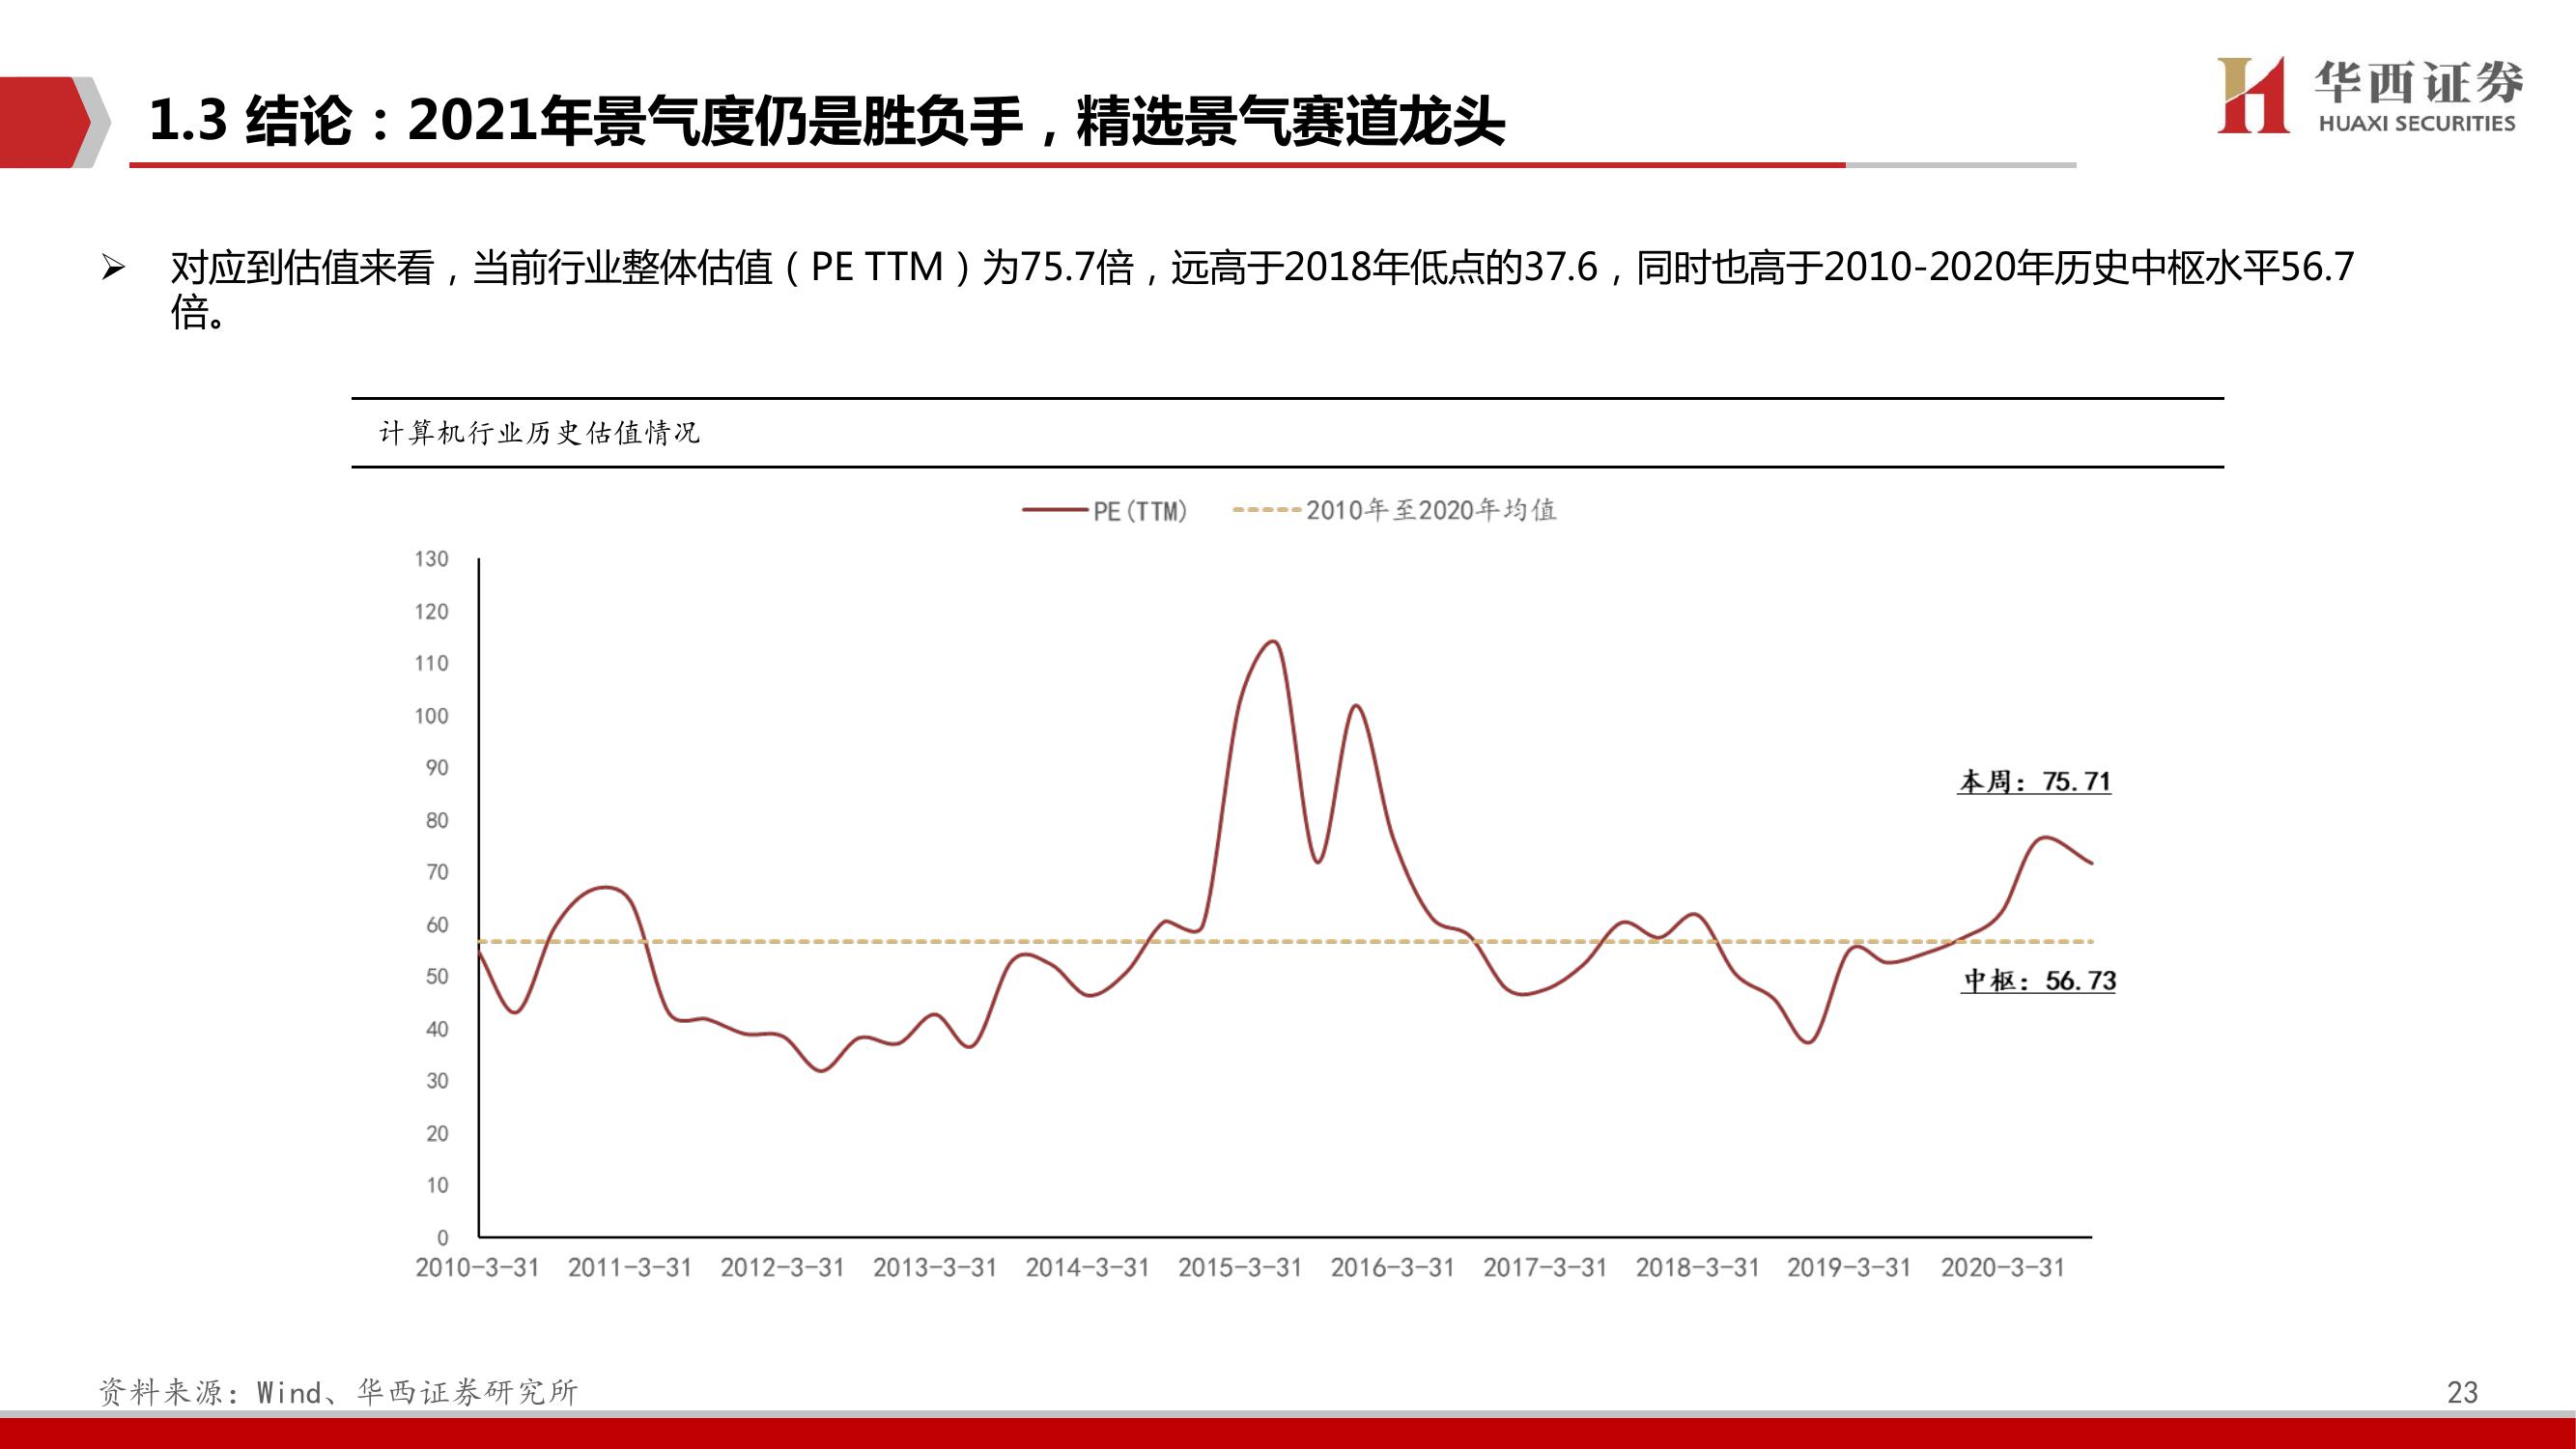 1.3 结论：2021年景气度仍是胜负手，精选景气赛道龙头
华西证券
HUAXI SECURITIES
➢ 对应到估值来看，当前行业整体估值（PE TTM）为75.7倍，远高于2018年低点的37.6，同时也高于2010-2020年历史中枢水平56.7
倍。
计算机行业历史估值情况
PE(TTM) 2010年至2020年均值
130
120
110
100
90
80
70
60
50
40
30
20
10
0
本周：75.71
中枢：56.73
2010-3-31 2011-3-31 2012-3-31 2013-3-31 2014-3-31 2015-3-31 2016-3-31 2017-3-31 2018-3-31 2019-3-31 2020-3-31
资料来源：Wind、华西证券研究所
23